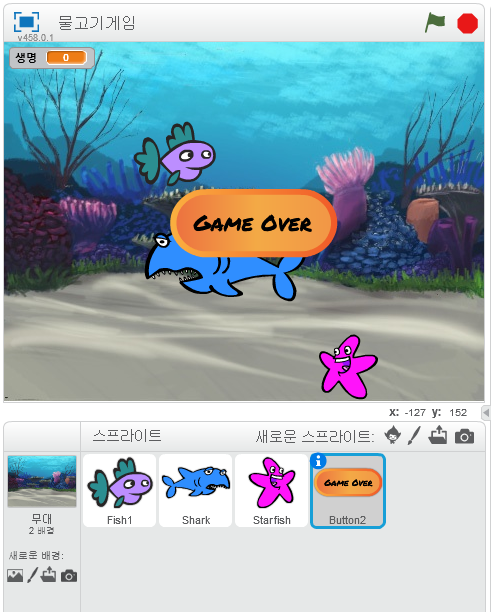 물고기게임
v458.0.1
생명 0
Game Over
x: -127 y: 152
스프라이트 새로운 스프라이트:
Game Over
Fish1 Shark Starfish Button2
무대
2 배경
새로운 배경: